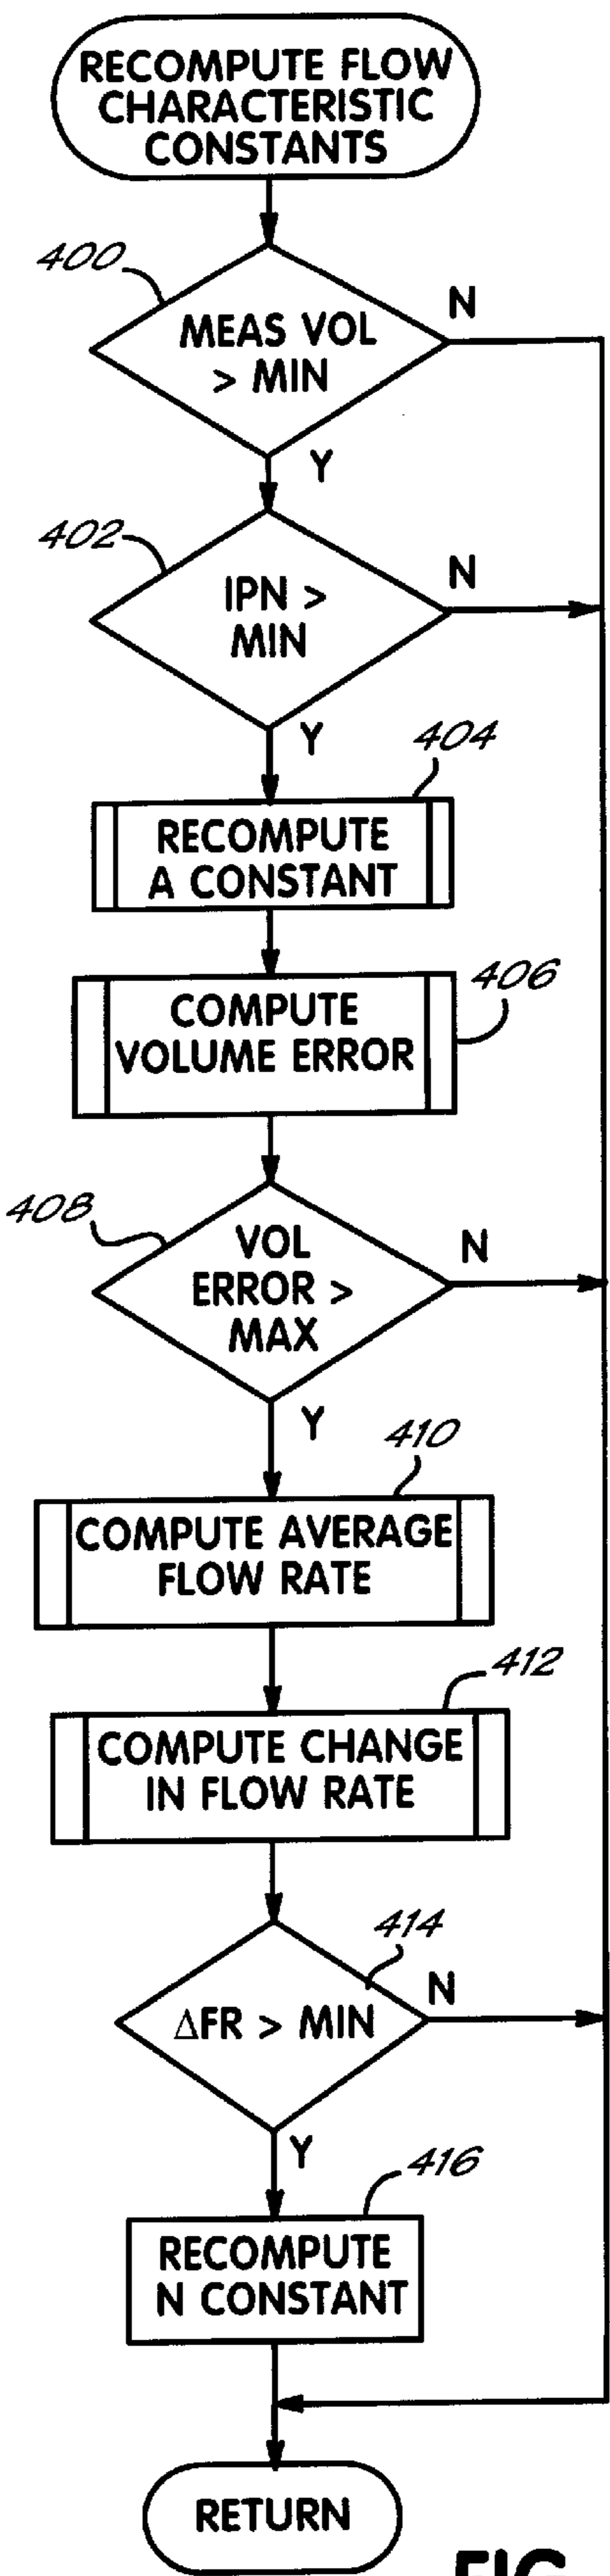 RECOMPUTE FLOW
CHARACTERISTIC
CONSTANTS
400
N
MEAS VOL
> MIN
Y
402
N
IPN >
MIN
Y
404
RECOMPUTE
A CONSTANT
406
COMPUTE
VOLUME ERROR
408
N
VOL
ERROR >
MAX
Y
410
COMPUTE AVERAGE
FLOW RATE
412
COMPUTE CHANGE
IN FLOW RATE
414
N
ΔFR > MIN
Y
416
RECOMPUTE
N CONSTANT
RETURN
FIG